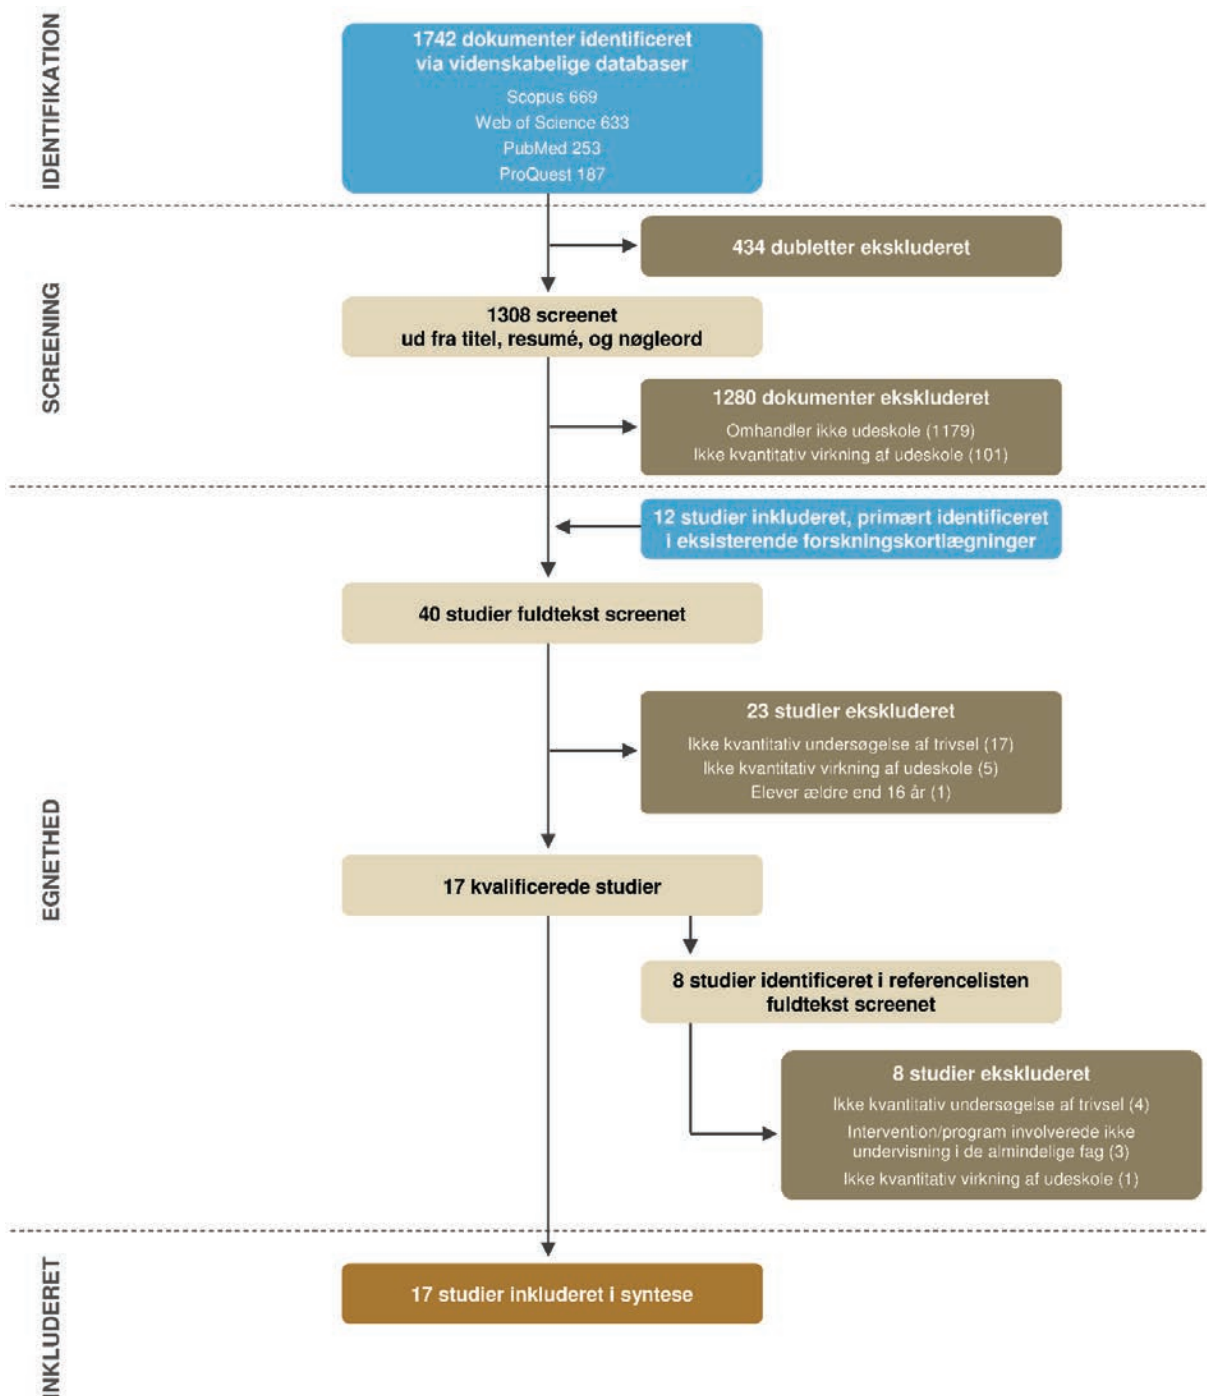 IDENTIFIKATION
1742 dokumenter identificeret
via videnskabelige databaser
Scopus 669
Web of Science 633
PubMed 253
ProQuest 187
SCREENING
434 dubletter ekskluderet
1308 screenet
ud fra titel, resumé, og nøgleord
1280 dokumenter ekskluderet
Omhandler ikke udeskole (1179)
Ikke kvantitativ virkning af udeskole (101)
EGNETHED
12 studier inkluderet, primært identificeret
i eksisterende forskningskortlægninger
40 studier fuldtekst screenet
23 studier ekskluderet
Ikke kvantitativ undersøgelse af trivsel (17)
Ikke kvantitativ virkning af udeskole (5)
Elever ældre end 16 år (1)
17 kvalificerede studier
8 studier identificeret i referencelisten
fuldtekst screenet
8 studier ekskluderet
Ikke kvantitativ undersøgelse af trivsel (4)
Intervention/program involverede ikke
undervisning i de almindelige fag (3)
Ikke kvantitativ virkning af udeskole (1)
INKLUDERET
17 studier inkluderet i syntese